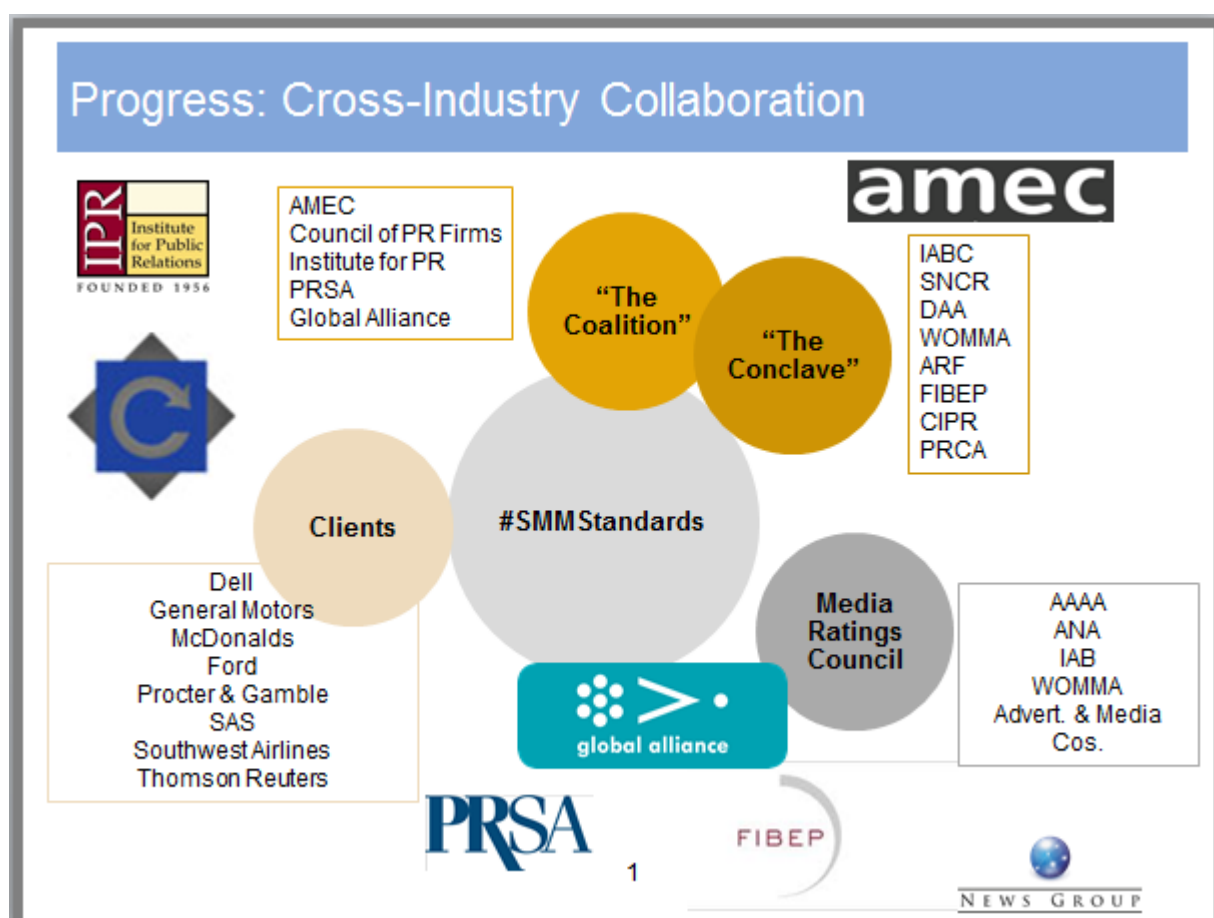 Progress: Cross-Industry Collaboration
IPR
Institute
for Public
Relations
FOUNDED 1956
AMEC
Council of PR Firms
Institute for PR
PRSA
Global Alliance
“The
Coalition”
amec
“The
Conclave”
IABC
SNCR
DAA
WOMMA
ARF
FIBEP
CIPR
PRCA
C
Clients
#SMMStandards
Dell
General Motors
McDonalds
Ford
Procter & Gamble
SAS
Southwest Airlines
Thomson Reuters
Media
Ratings
Council
AAAA
ANA
IAB
WOMMA
Advert. & Media
Cos.
global alliance
PRSA
FIBEP
1
NEWS GROUP